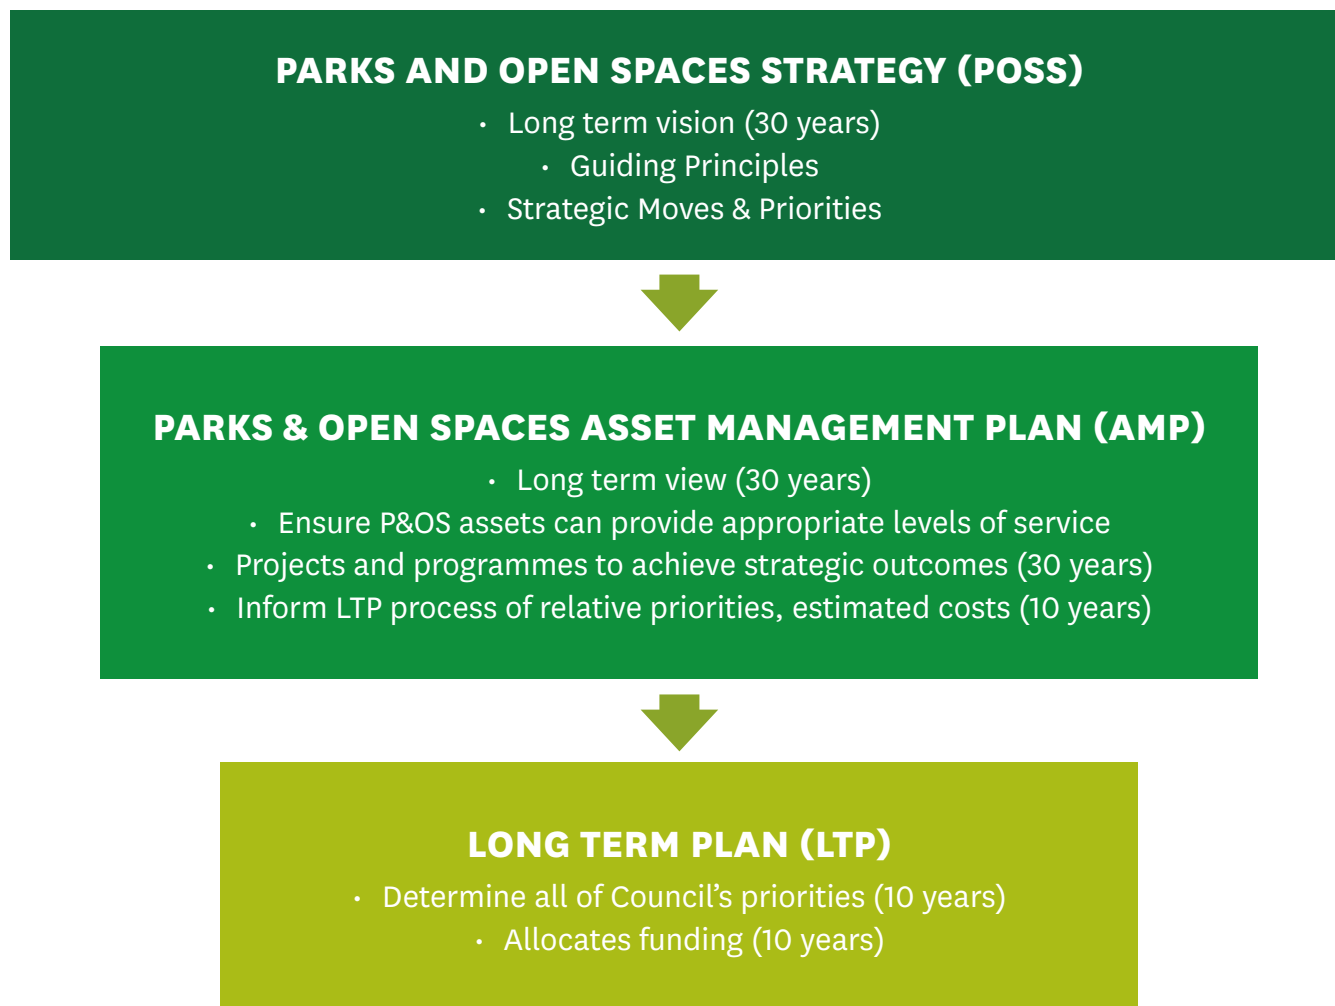 PARKS AND OPEN SPACES STRATEGY (POSS)
• Long term vision (30 years)
• Guiding Principles
• Strategic Moves & Priorities
PARKS & OPEN SPACES ASSET MANAGEMENT PLAN (AMP)
• Long term view (30 years)
• Ensure P&OS assets can provide appropriate levels of service
• Projects and programmes to achieve strategic outcomes (30 years)
• Inform LTP process of relative priorities, estimated costs (10 years)
LONG TERM PLAN (LTP)
• Determine all of Council’s priorities (10 years)
• Allocates funding (10 years)